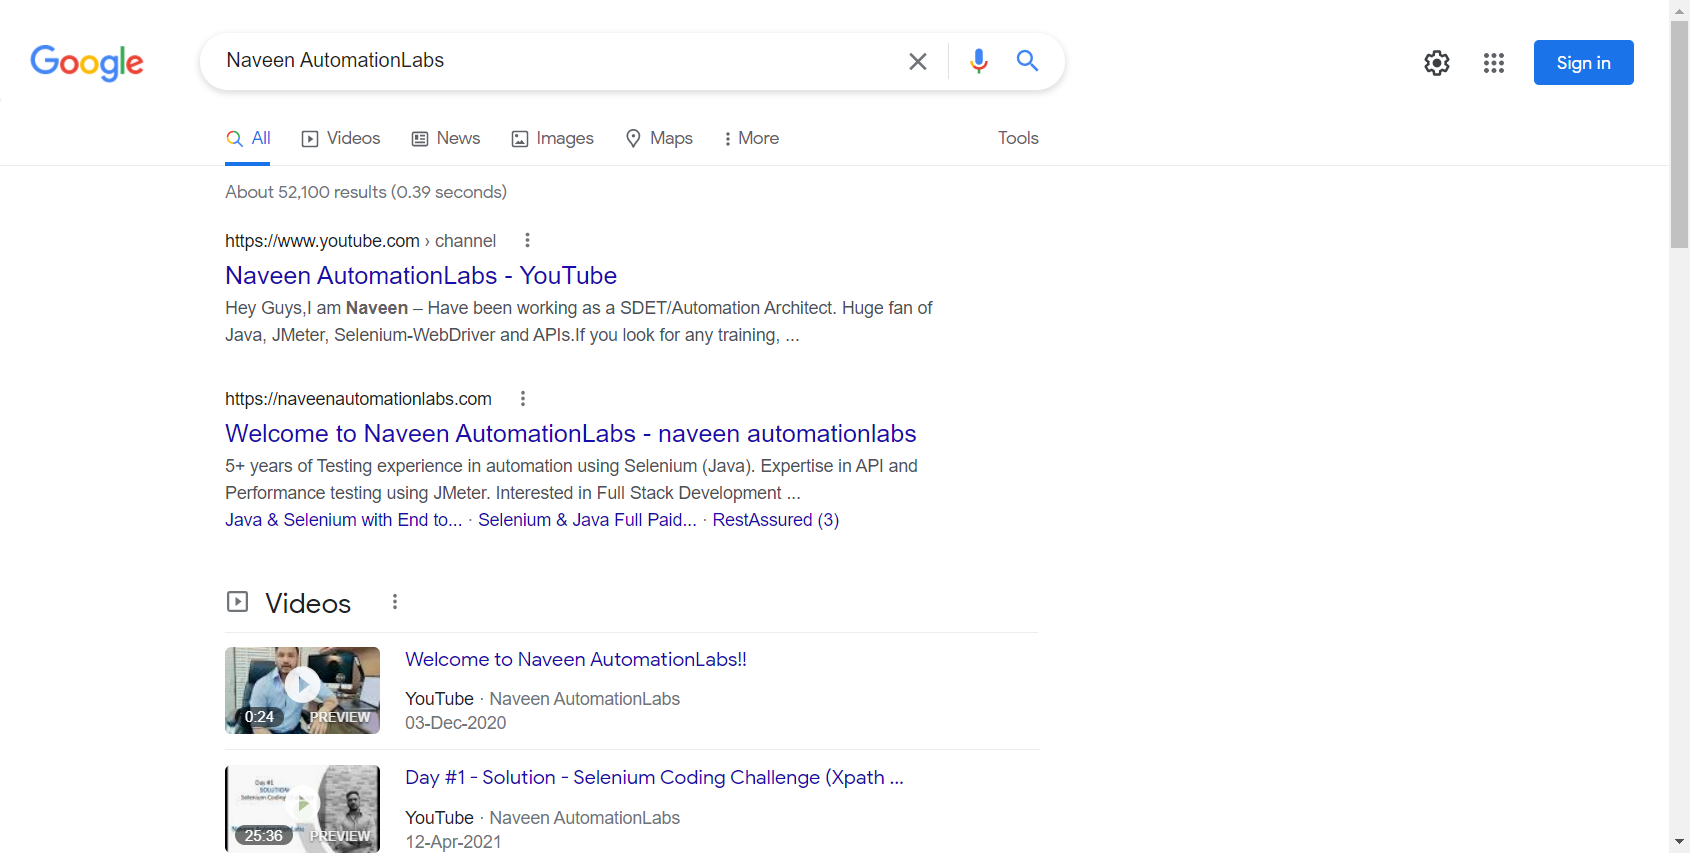 Google
Naveen AutomationLabs
Sign in
All Videos News Images Maps More Tools
About 52,100 results (0.39 seconds)
https://www.youtube.com › channel
Naveen AutomationLabs - YouTube
Hey Guys,I am Naveen – Have been working as a SDET/Automation Architect. Huge fan of
Java, JMeter, Selenium-WebDriver and APIs.If you look for any training, ...
https://naveenautomationlabs.com
Welcome to Naveen AutomationLabs - naveen automationlabs
5+ years of Testing experience in automation using Selenium (Java). Expertise in API and
Performance testing using JMeter. Interested in Full Stack Development ...
Java & Selenium with End to... · Selenium & Java Full Paid... · RestAssured (3)
Videos
0:24 PREVIEW
Welcome to Naveen AutomationLabs!!
YouTube · Naveen AutomationLabs
03-Dec-2020
Day #1
SOLUTION
Selenium Coding
25:36 PREVIEW
Day #1 - Solution - Selenium Coding Challenge (Xpath ...
YouTube · Naveen AutomationLabs
12-Apr-2021